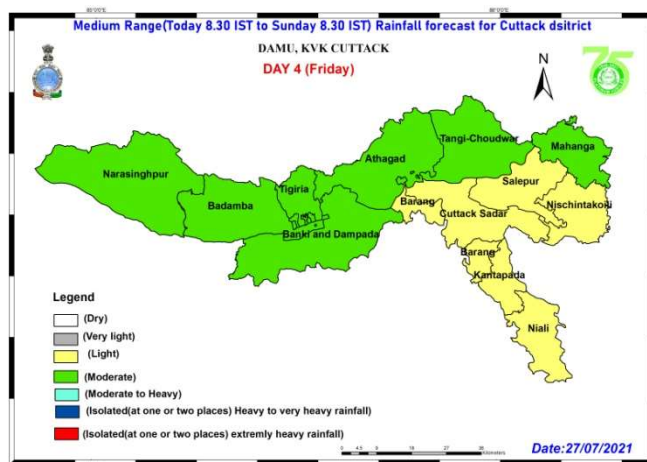 Medium Range(Today 8.30 IST to Sunday 8.30 IST) Rainfall forecast for Cuttack dsitrict
DAMU, KVK CUTTACK
DAY 4 (Friday)
N
75
Tangi-Choudwar
Mahanga
Athagad
Narasinghpur
Tigiria
Salepur
Badamba
Barang
Nischintakoili
Cuttack Sadar
Banki and Dampada
Barang
Kantapada
Niali
Legend
(Dry)
(Very light)
(Light)
(Moderate)
(Moderate to Heavy)
(Isolated(at one or two places) Heavy to very heavy rainfall)
(Isolated(at one or two places) extremly heavy rainfall)
Kilometers
Date:27/07/2021